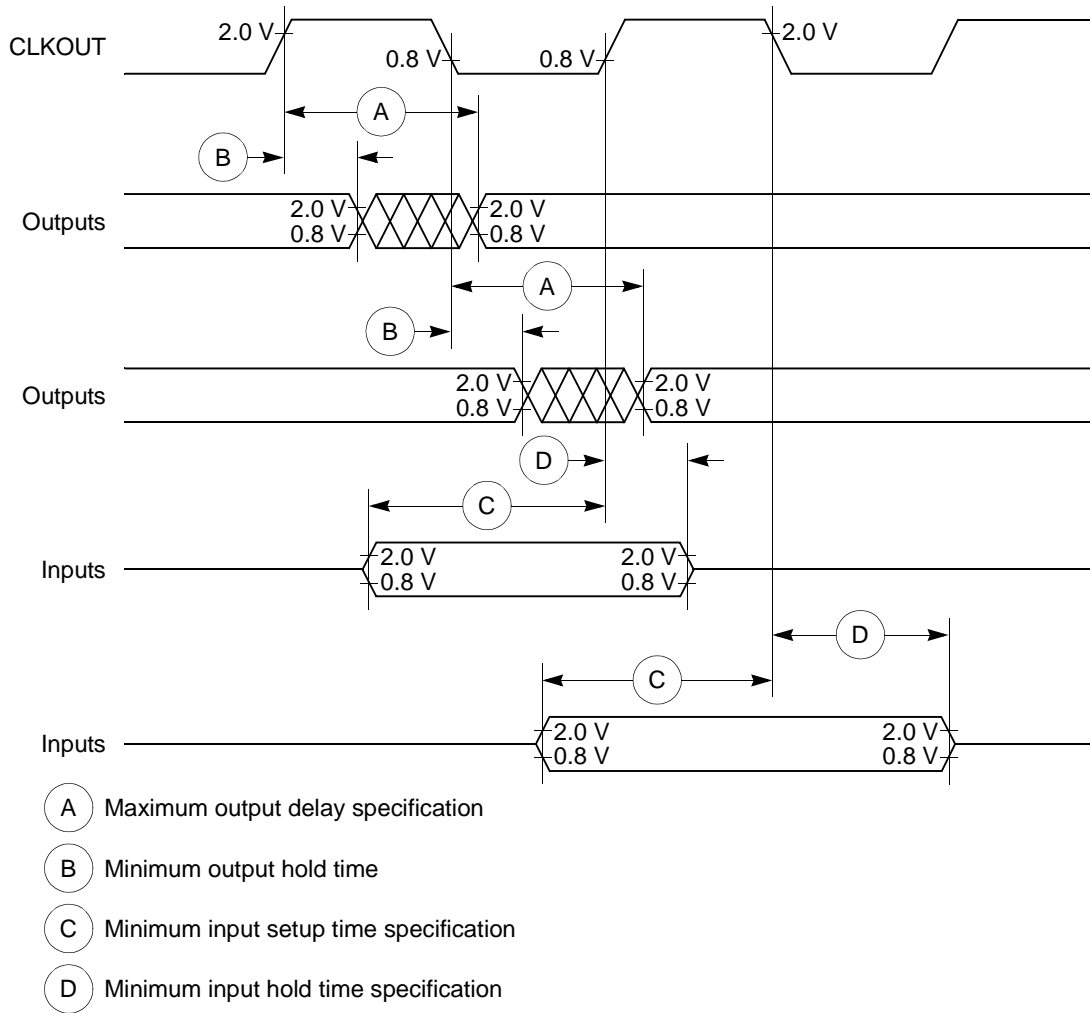 CLKOUT
2.0 V
0.8 V
0.8 V
2.0 V
A
B
Outputs
2.0 V
0.8 V
2.0 V
0.8 V
A
B
Outputs
2.0 V
0.8 V
2.0 V
0.8 V
D
C
Inputs
2.0 V
0.8 V
2.0 V
0.8 V
D
C
Inputs
2.0 V
0.8 V
2.0 V
0.8 V
A Maximum output delay specification
B Minimum output hold time
C Minimum input setup time specification
D Minimum input hold time specification